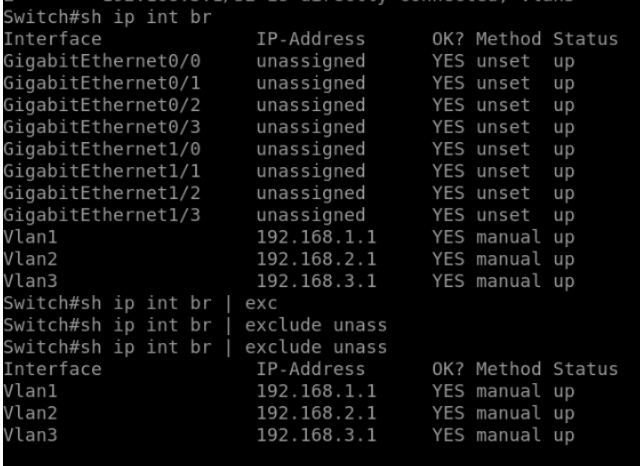 192.168.3.1/32 is directly connected, Vlan3
Switch#sh ip int br
Interface IP-Address OK? Method Status
GigabitEthernet0/0 unassigned YES unset up
GigabitEthernet0/1 unassigned YES unset up
GigabitEthernet0/2 unassigned YES unset up
GigabitEthernet0/3 unassigned YES unset up
GigabitEthernet1/0 unassigned YES unset up
GigabitEthernet1/1 unassigned YES unset up
GigabitEthernet1/2 unassigned YES unset up
GigabitEthernet1/3 unassigned YES unset up
Vlan1 192.168.1.1 YES manual up
Vlan2 192.168.2.1 YES manual up
Vlan3 192.168.3.1 YES manual up
Switch#sh ip int br | exc
Switch#sh ip int br | exclude unass
Switch#sh ip int br | exclude unass
Interface IP-Address OK? Method Status
Vlan1 192.168.1.1 YES manual up
Vlan2 192.168.2.1 YES manual up
Vlan3 192.168.3.1 YES manual up